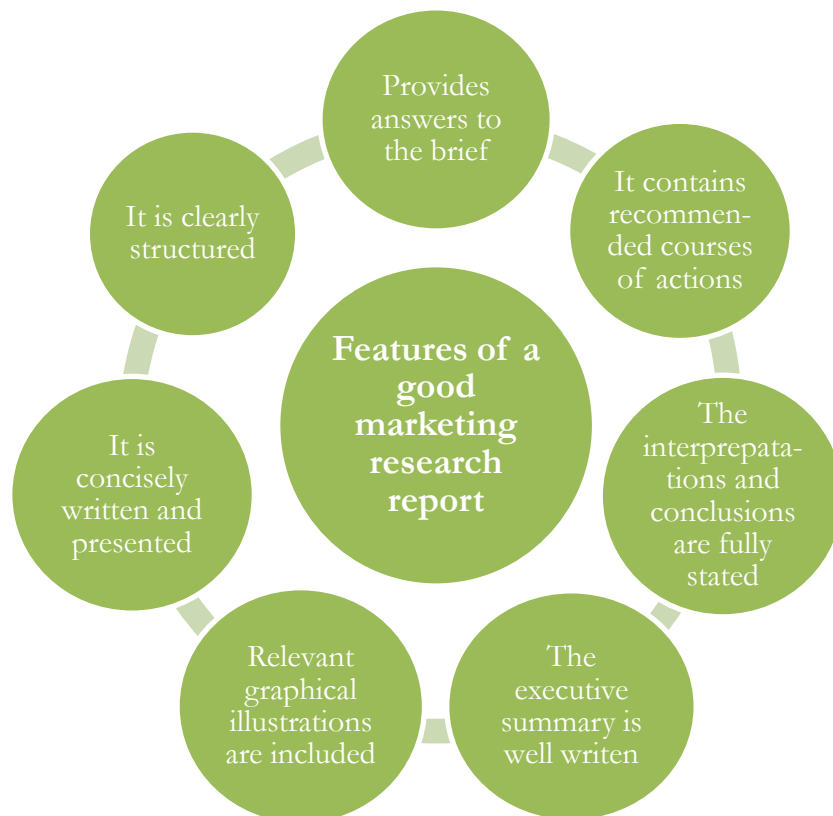 Provides
answers to
the brief
It contains
recommen-
ded courses
of actions
The
interprepata-
tions and
conclusions
are fully
stated
The
executive
summary is
well writen
Relevant
graphical
illustrations
are included
It is
concisely
written and
presented
It is clearly
structured
Features of a
good
marketing
research
report